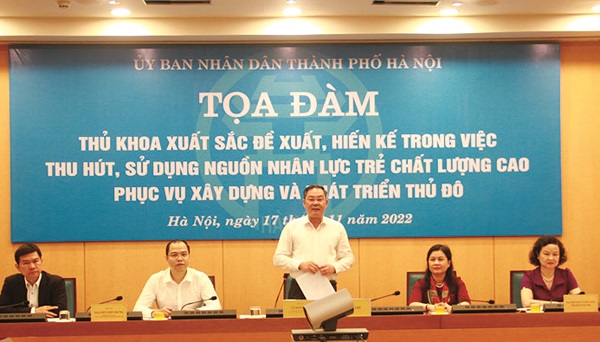 ỦY BAN NHÂN DÂN THÀNH PHỐ HÀ NỘI
TỌA ĐÀM
THỦ KHOA XUẤT SẮC ĐỀ XUẤT, HIẾN KẾ TRONG VIỆC
THU HÚT, SỬ DỤNG NGUỒN NHÂN LỰC TRẺ CHẤT LƯỢNG CAO
PHỤC VỤ XÂY DỰNG VÀ PHÁT TRIỂN THỦ ĐÔ
Hà Nội, ngày 17 11 năm 2022